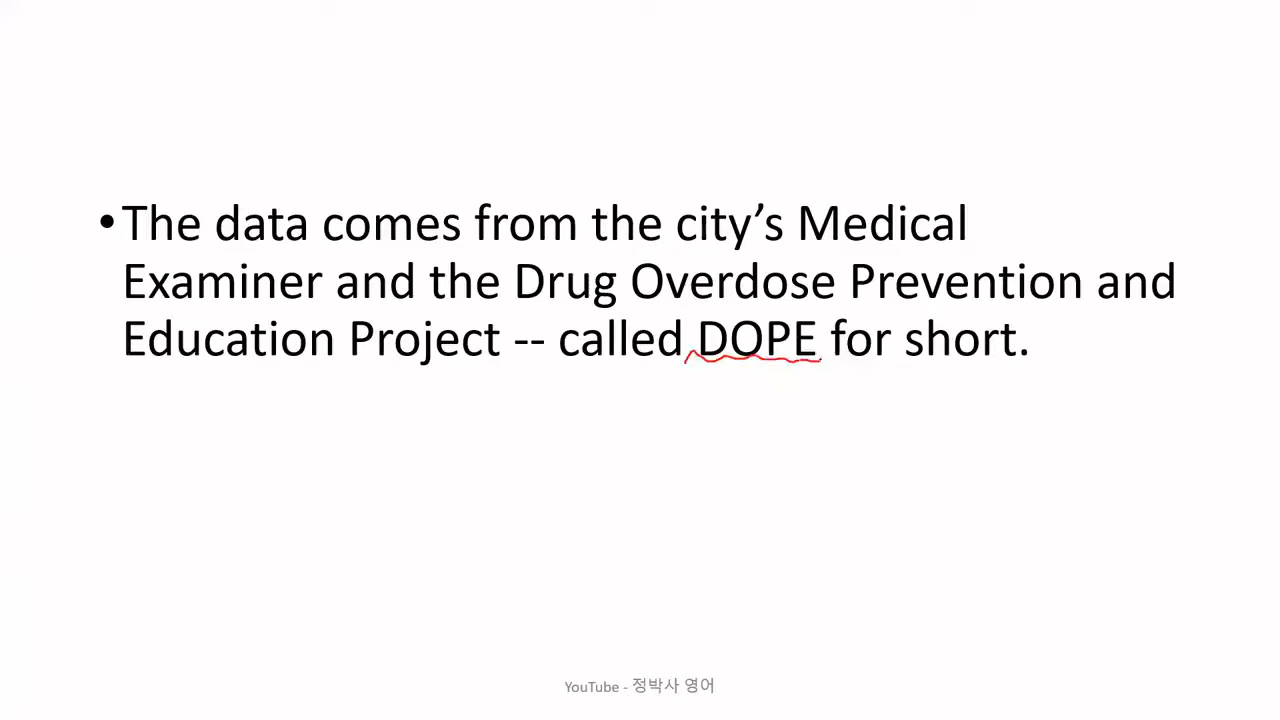 •The data comes from the city’s Medical
Examiner and the Drug Overdose Prevention and
Education Project -- called DOPE for short.
YouTube - 정박사 영어